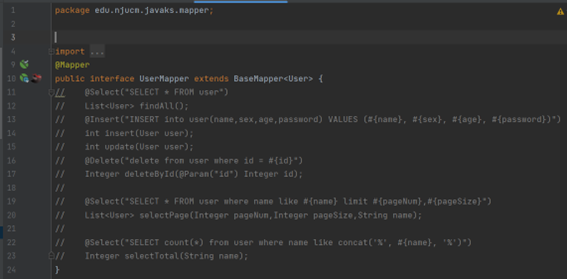 1 package edu.njucm.javaks.mapper;
2
3
4 import ...
9 @Mapper
10 public interface UserMapper extends BaseMapper<User> {
11 //    @Select("SELECT * FROM user")
12 //    List<User> findAll();
13 //    @Insert("INSERT into user(name,sex,age,password) VALUES (#{name}, #{sex}, #{age}, #{password})")
14 //    int insert(User user);
15 //    int update(User user);
16 //    @Delete("delete from user where id = #{id}")
17 //    Integer deleteById(@Param("id") Integer id);
18 //
19 //    @Select("SELECT * FROM user where name like #{name} limit #{pageNum},#{pageSize}")
20 //    List<User> selectPage(Integer pageNum,Integer pageSize,String name);
21 //
22 //    @Select("SELECT count(*) from user where name like concat('%', #{name}, '%')")
23 //    Integer selectTotal(String name);
24 }